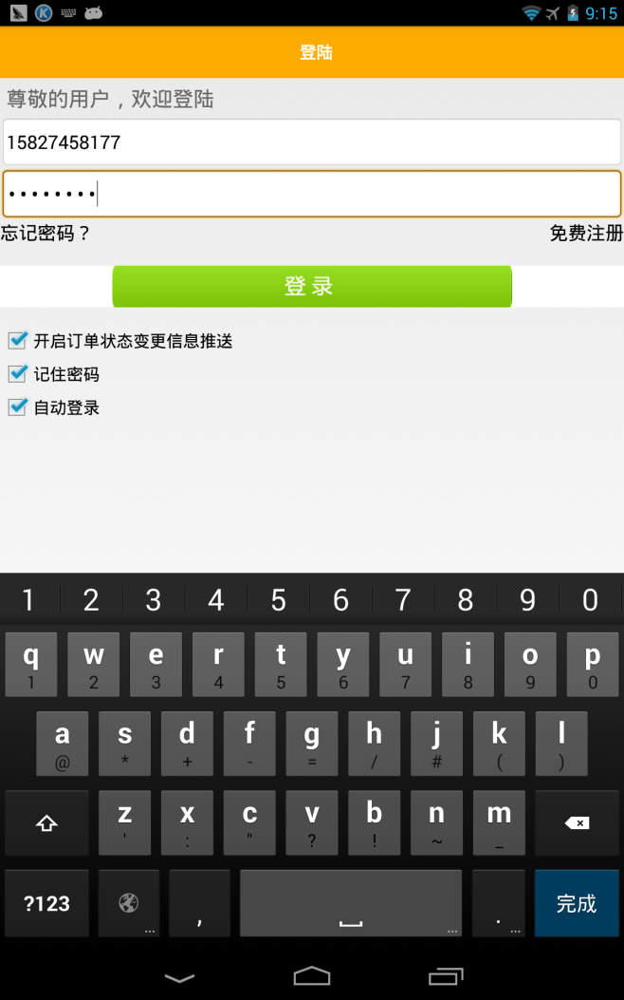 9:15
登陆
尊敬的用户，欢迎登陆
15827458177
••••••••
忘记密码？ 免费注册
登 录
开启订单状态变更信息推送
记住密码
自动登录
1 2 3 4 5 6 7 8 9 0
q w e r t y u i o p
1 2 3 4 5 6 7 8 9 0
a s d f g h j k l
@ * + - = / # ( )
z x c v b n m
' : " ? ! ~ _
?123 , . 完成